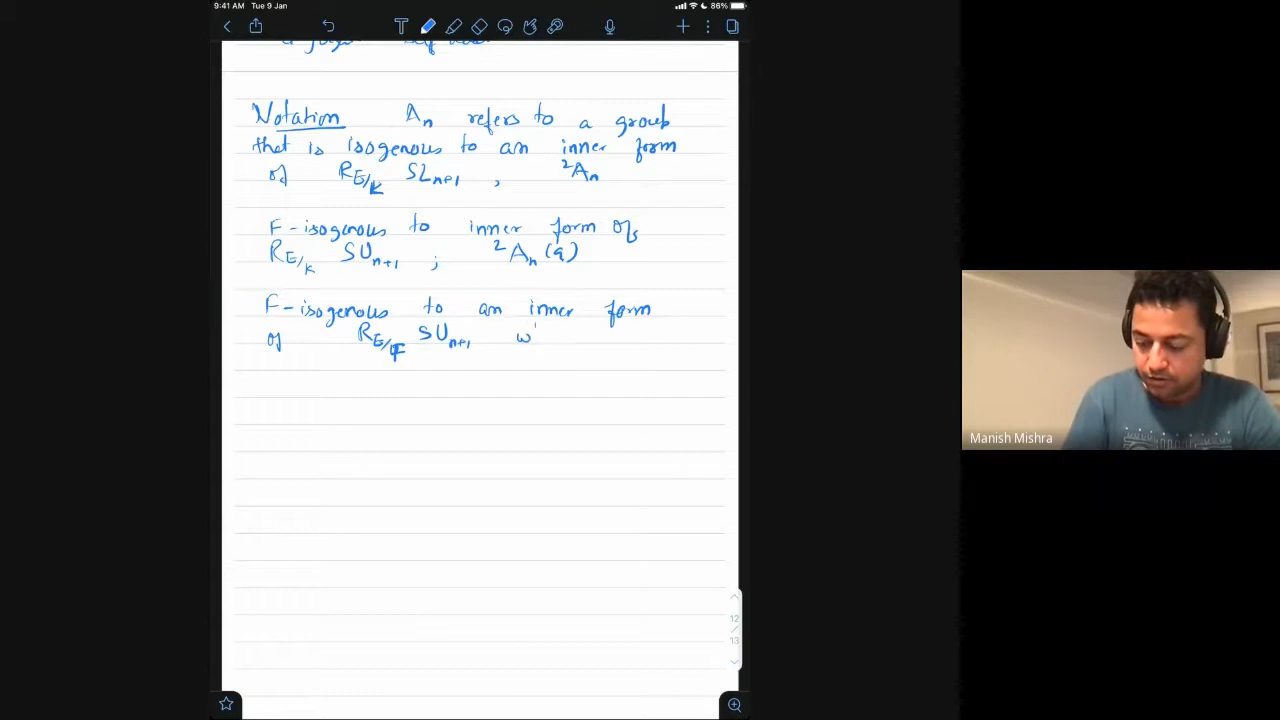 9:41 AM Tue 9 Jan
86%
Notation A_n refers to a group
that is isogenous to an inner form
of R_{E/k} SL_{n+1} , ²A_n
F-isogenous to inner form of
R_{E/k} SU_{n+1} ; ²A_n(q)
F-isogenous to an inner form
of R_{E/F} SU_{n+1} w
12
13
Manish Mishra